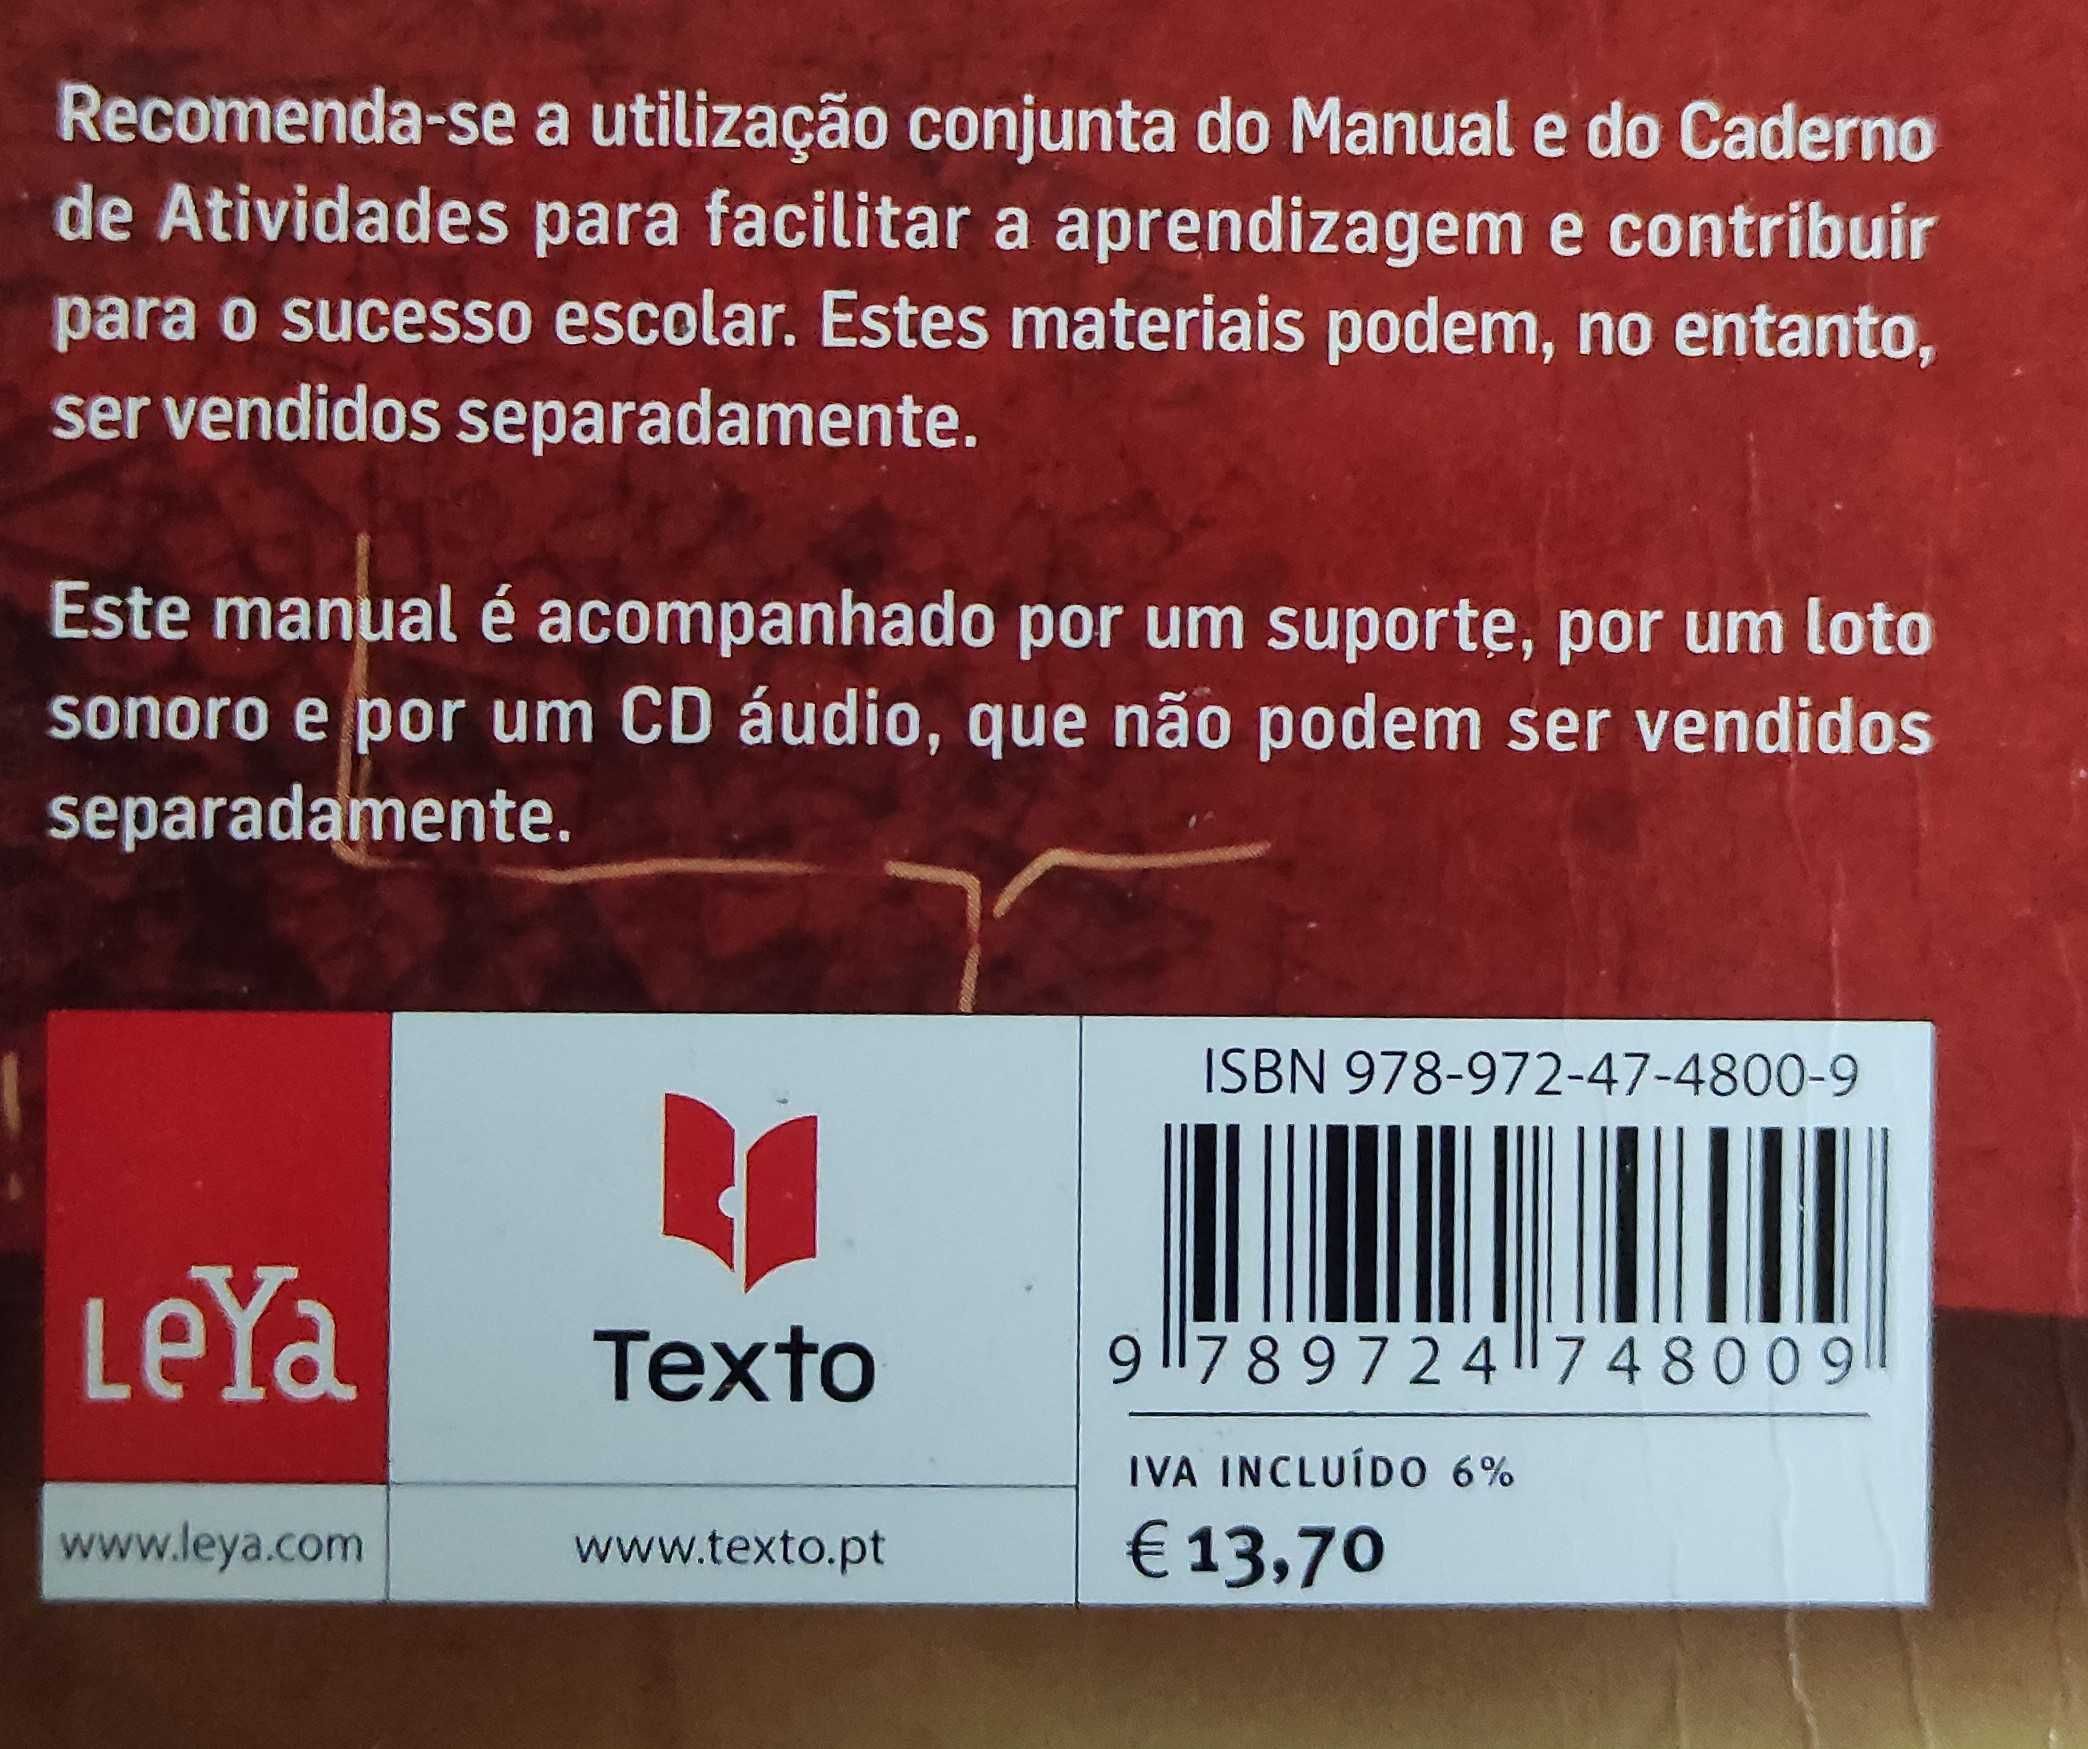 Recomenda-se a utilização conjunta do Manual e do Caderno
de Atividades para facilitar a aprendizagem e contribuir
para o sucesso escolar. Estes materiais podem, no entanto,
ser vendidos separadamente.
Este manual é acompanhado por um suporte, por um loto
sonoro e por um CD áudio, que não podem ser vendidos
separadamente.
LeYa
www.leya.com
Texto
www.texto.pt
ISBN 978-972-47-4800-9
9 789724 748009
IVA INCLUÍDO 6%
€ 13,70